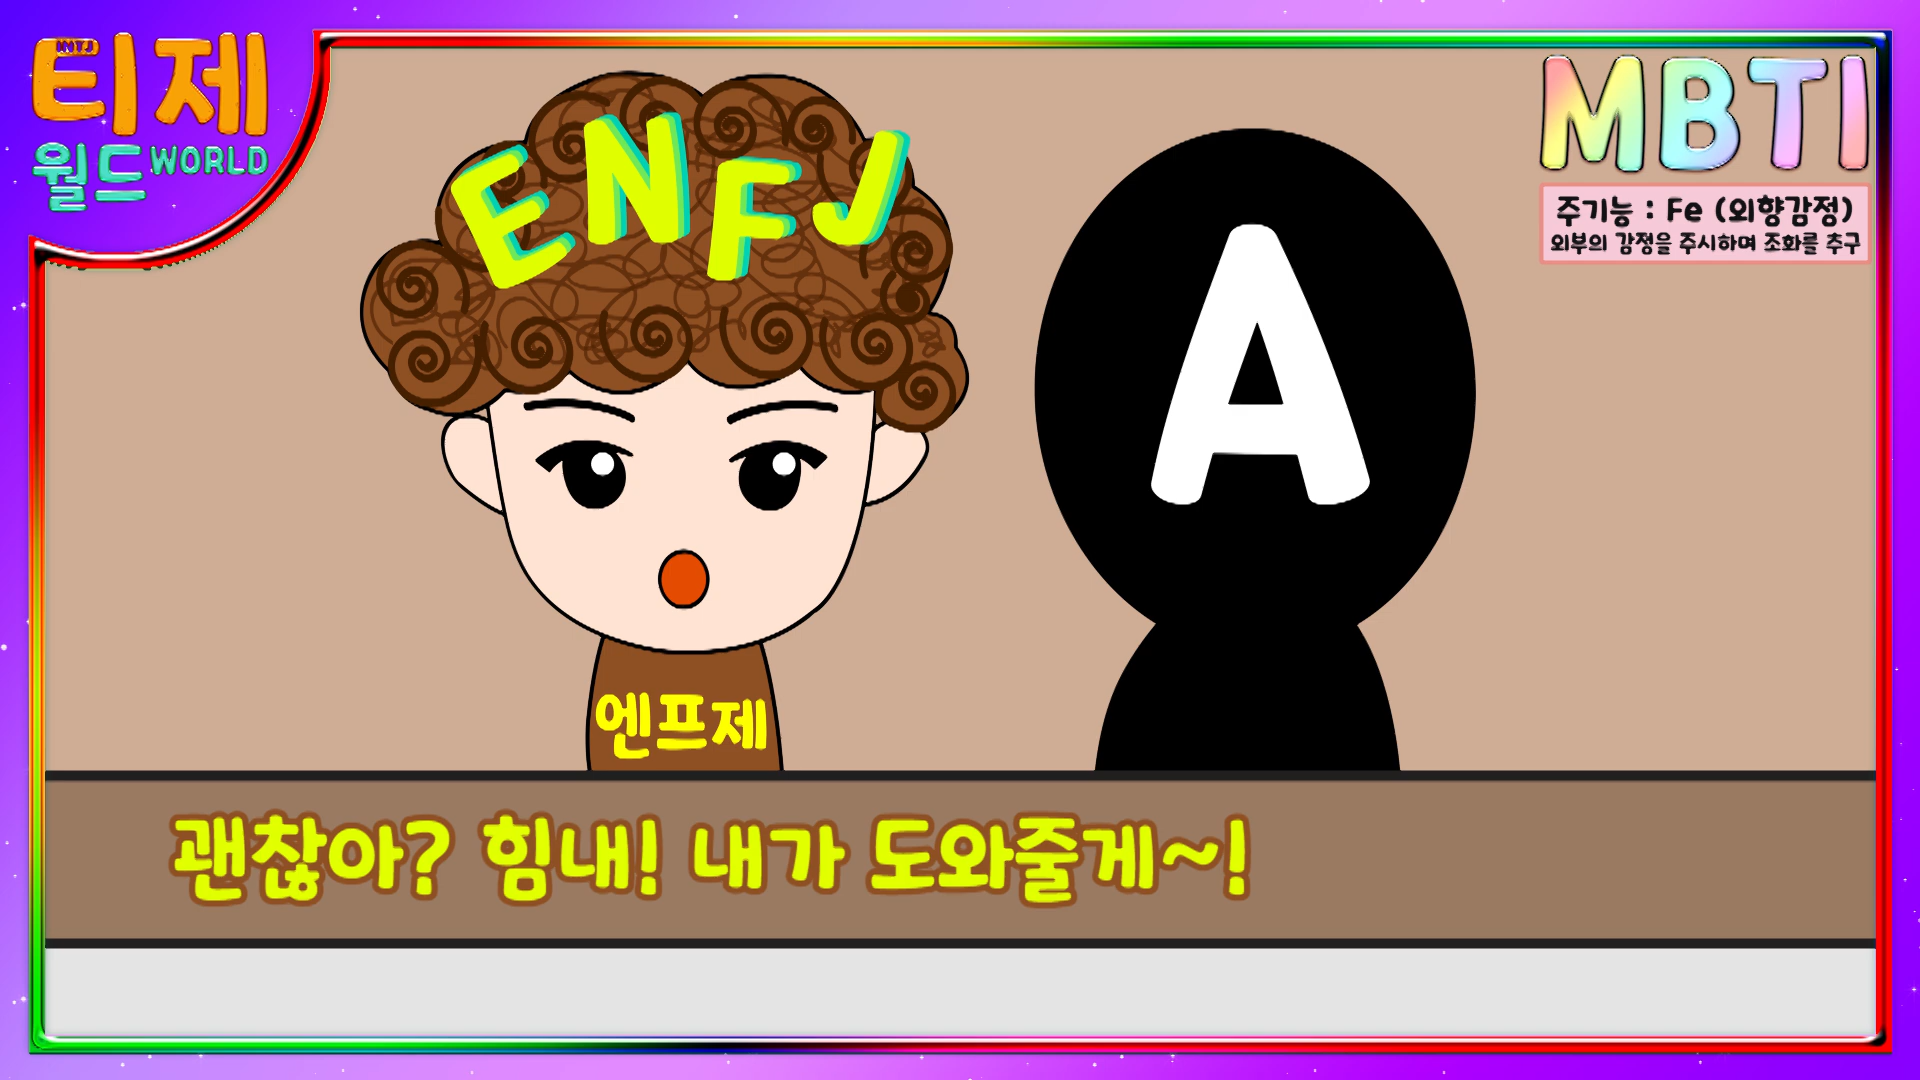 INTJ
티제
월드 WORLD
MBTI
주기능 : Fe (외향감정)
외부의 감정을 주시하며 조화를 추구
ENFJ
A
엔프제
괜찮아? 힘내! 내가 도와줄게~!